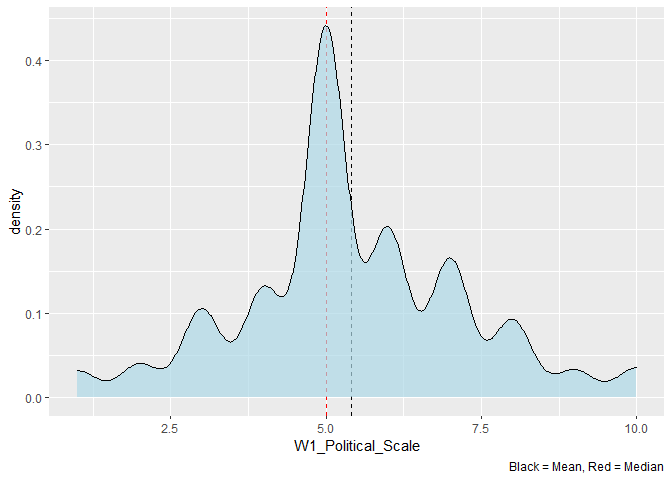 0.4
0.3
0.2
0.1
0.0
density
2.5 5.0 7.5 10.0
W1_Political_Scale
Black = Mean, Red = Median